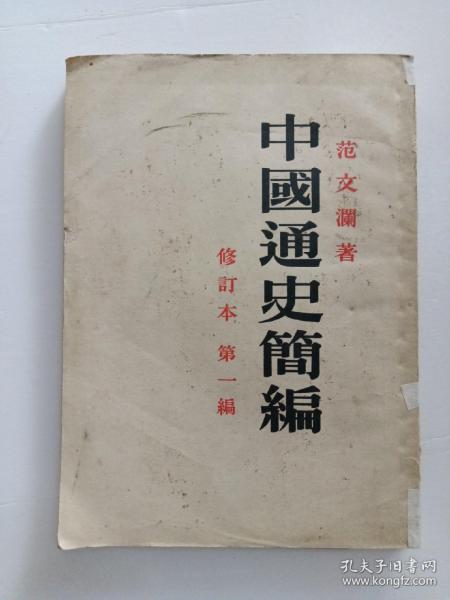 范文瀾著
中國通史簡編
修訂本 第一編
孔夫子旧书网
www.kongfz.com